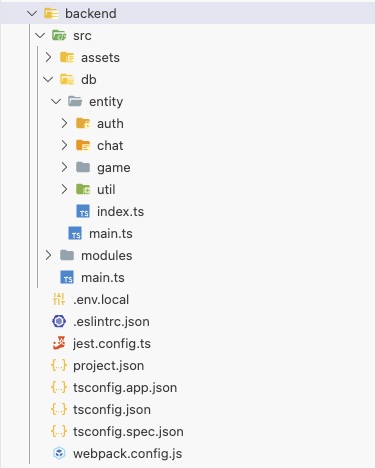 backend
src
assets
db
entity
auth
chat
game
util
TS index.ts
TS main.ts
modules
TS main.ts
.env.local
.eslintrc.json
jest.config.ts
{..} project.json
{..} tsconfig.app.json
{..} tsconfig.json
{..} tsconfig.spec.json
webpack.config.js